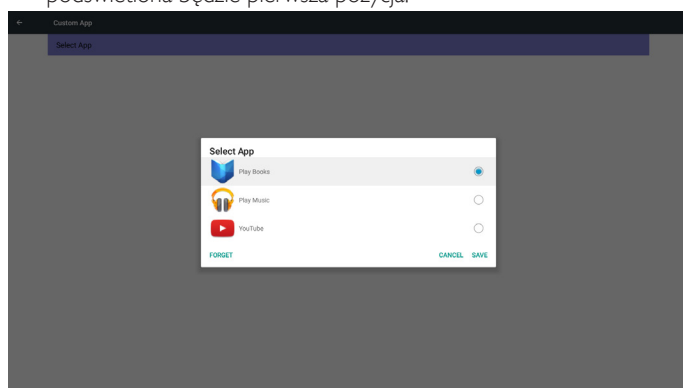 podświetlona będzie pierwsza pozycja.
Custom App
Select App
Select App
Play Books
Play Music
YouTube
FORGET CANCEL SAVE